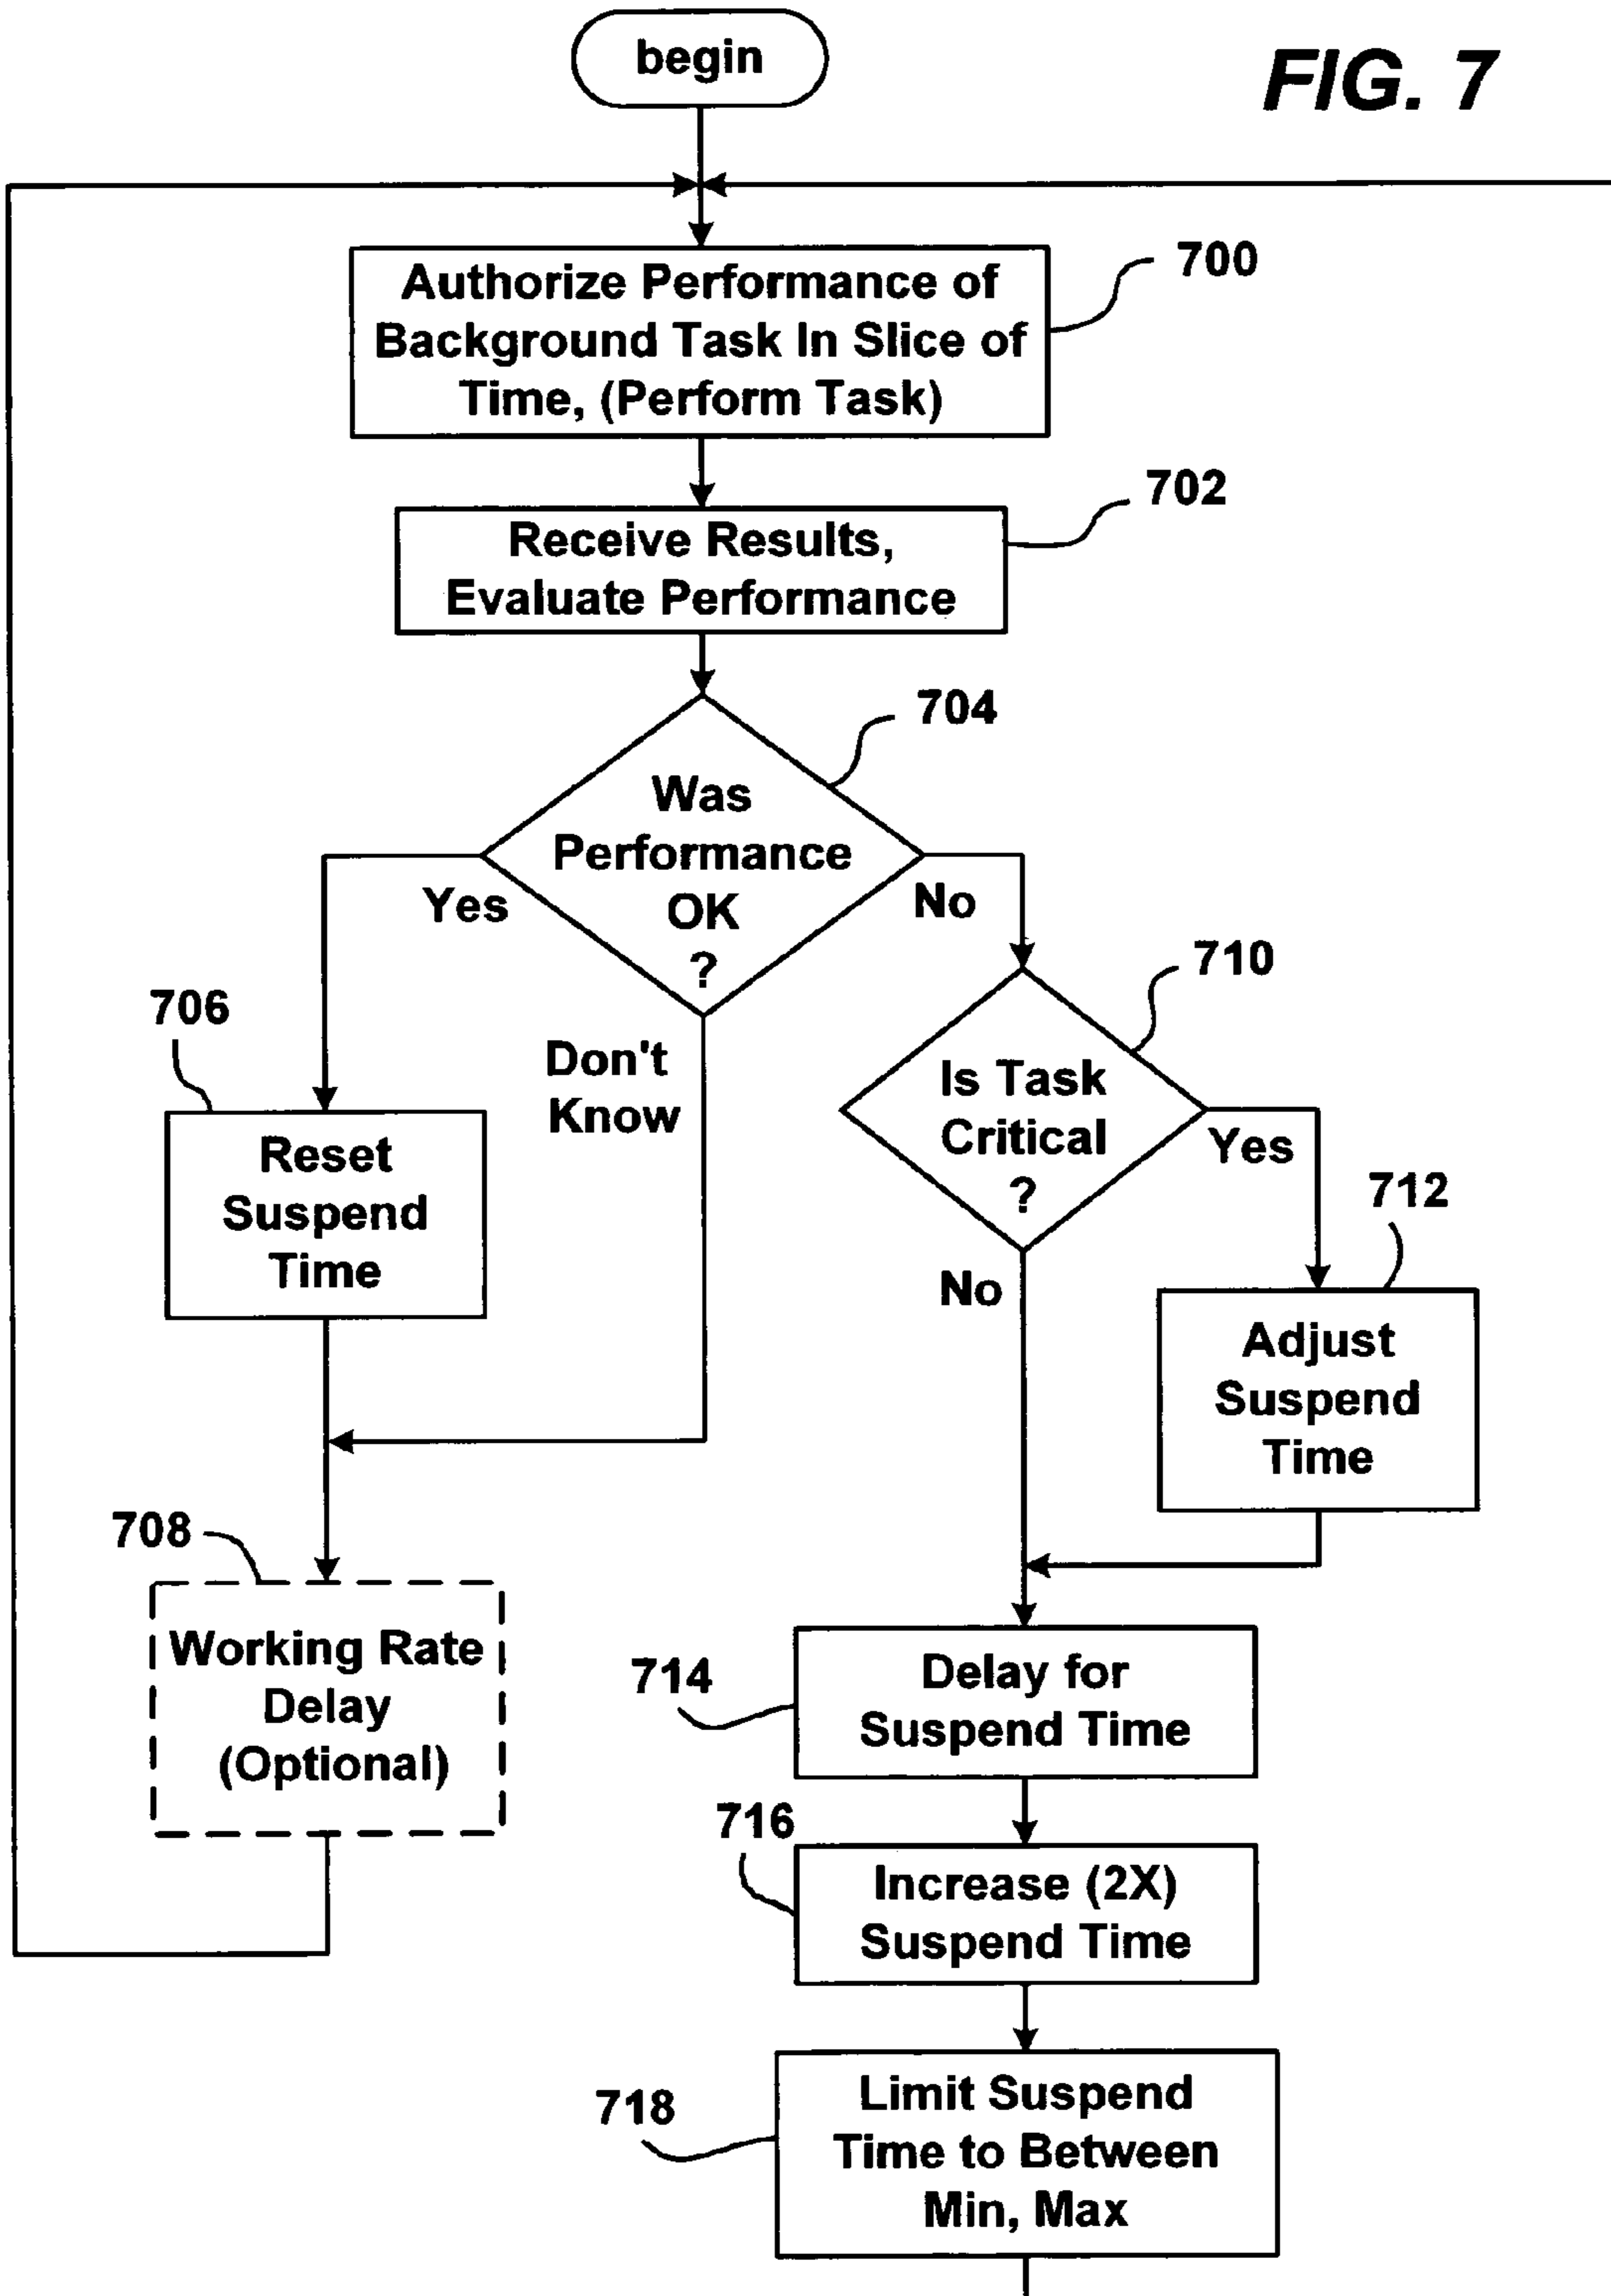 begin
FIG. 7
700
Authorize Performance of
Background Task In Slice of
Time, (Perform Task)
702
Receive Results,
Evaluate Performance
704
Was
Performance
OK
?
Yes
No
Don't
Know
706
Reset
Suspend
Time
710
Is Task
Critical
?
Yes
No
712
Adjust
Suspend
Time
708
Working Rate
Delay
(Optional)
714
Delay for
Suspend Time
716
Increase (2X)
Suspend Time
718
Limit Suspend
Time to Between
Min, Max